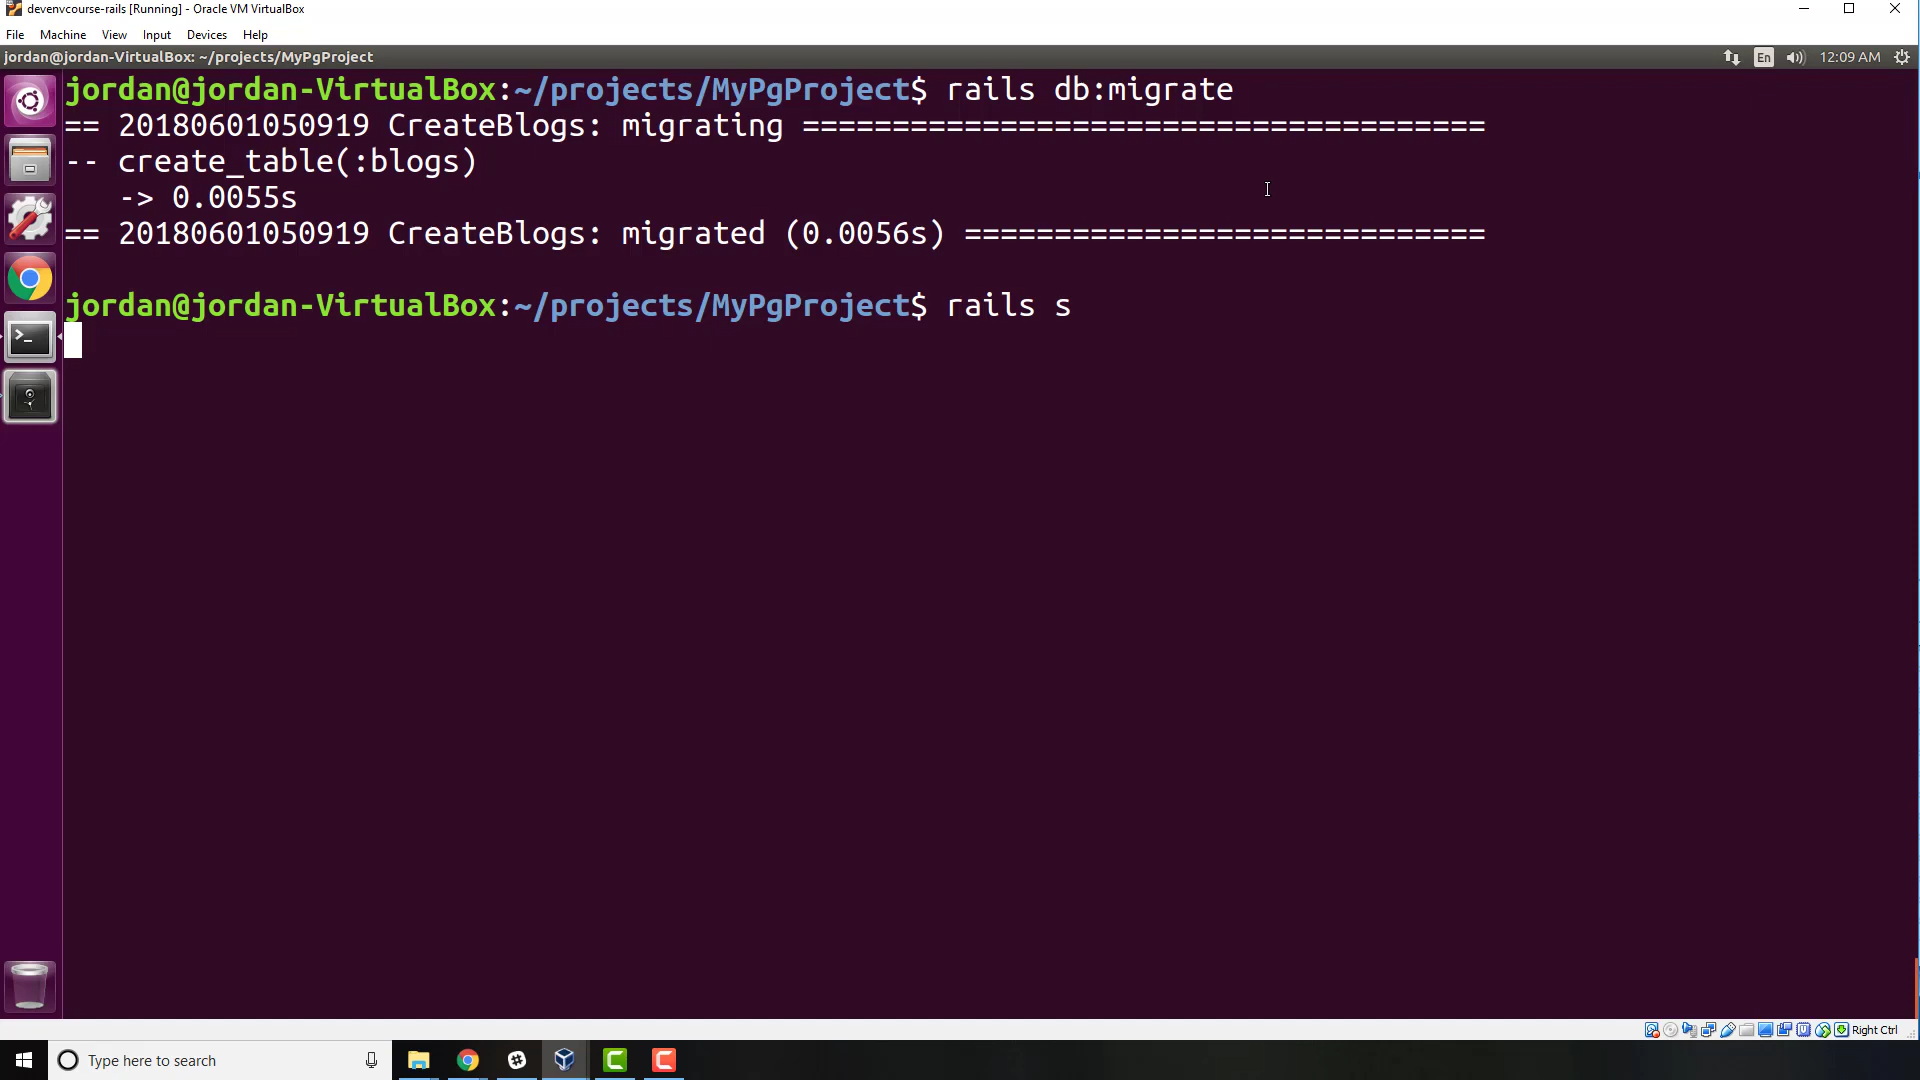 devenvcourse-rails [Running] - Oracle VM VirtualBox
File Machine View Input Devices Help
jordan@jordan-VirtualBox: ~/projects/MyPgProject En 12:09 AM
jordan@jordan-VirtualBox:~/projects/MyPgProject$ rails db:migrate
== 20180601050919 CreateBlogs: migrating ======================================
-- create_table(:blogs)
-> 0.0055s
== 20180601050919 CreateBlogs: migrated (0.0056s) =============================
jordan@jordan-VirtualBox:~/projects/MyPgProject$ rails s
Right Ctrl
Type here to search